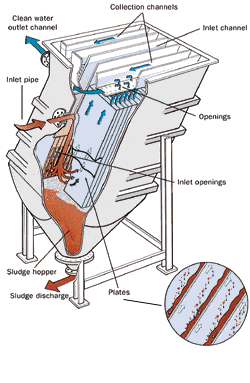 Collection channels
Clean water
outlet channel
Inlet channel
Inlet pipe
Openings
Inlet openings
Sludge hopper
Plates
Sludge discharge